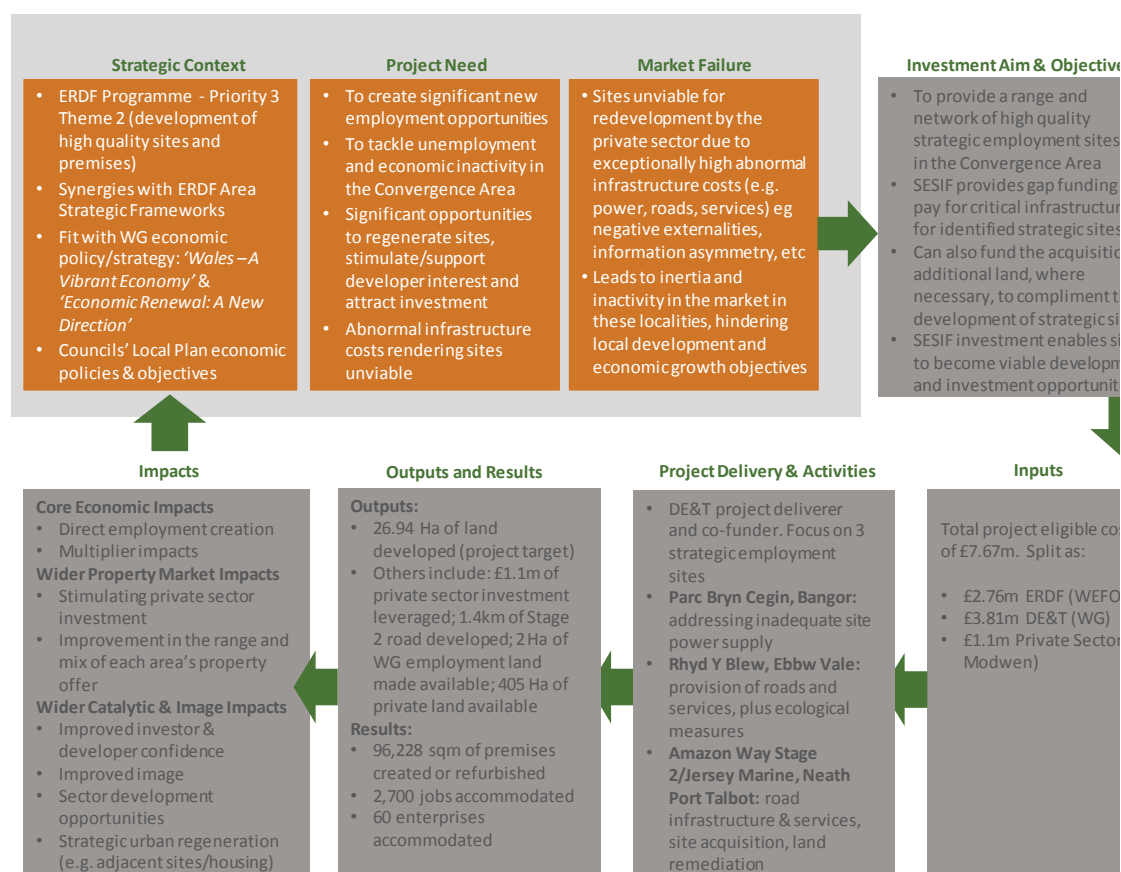 Strategic Context
• ERDF Programme - Priority 3
Theme 2 (development of
high quality sites and
premises)
• Synergies with ERDF Area
Strategic Frameworks
• Fit with WG economic
policy/strategy: ‘Wales – A
Vibrant Economy’ &
‘Economic Renewal: A New
Direction’
• Councils’ Local Plan economic
policies & objectives
Project Need
• To create significant new
employment opportunities
• To tackle unemployment
and economic inactivity in
the Convergence Area
• Significant opportunities
to regenerate sites,
stimulate/support
developer interest and
attract investment
• Abnormal infrastructure
costs rendering sites
unviable
Market Failure
• Sites unviable for
redevelopment by the
private sector due to
exceptionally high abnormal
infrastructure costs (e.g.
power, roads, services) eg
negative externalities,
information asymmetry, etc
• Leads to inertia and
inactivity in the market in
these localities, hindering
local development and
economic growth objectives
Investment Aim & Objective
• To provide a range and
network of high quality
strategic employment sites
in the Convergence Area
• SESIF provides gap funding
pay for critical infrastructur
for identified strategic sites
• Can also fund the acquisitio
additional land, where
necessary, to compliment t
development of strategic si
• SESIF investment enables si
to become viable developm
and investment opportunit
Impacts
Core Economic Impacts
• Direct employment creation
• Multiplier impacts
Wider Property Market Impacts
• Stimulating private sector
investment
• Improvement in the range and
mix of each area’s property
offer
Wider Catalytic & Image Impacts
• Improved investor &
developer confidence
• Improved image
• Sector development
opportunities
• Strategic urban regeneration
(e.g. adjacent sites/housing)
Outputs and Results
Outputs:
• 26.94 Ha of land
developed (project target)
• Others include: £1.1m of
private sector investment
leveraged; 1.4km of Stage
2 road developed; 2Ha of
WG employment land
made available; 405 Ha of
private land available
Results:
• 96,228 sqm of premises
created or refurbished
• 2,700 jobs accommodated
• 60 enterprises
accommodated
Project Delivery & Activities
• DE&T project deliverer
and co-funder. Focus on 3
strategic employment
sites
• Parc Bryn Cegin, Bangor:
addressing inadequate site
power supply
• Rhyd Y Blew, Ebbw Vale:
provision of roads and
services, plus ecological
measures
• Amazon Way Stage
2/Jersey Marine, Neath
Port Talbot: road
infrastructure & services,
site acquisition, land
remediation
Inputs
Total project eligible co
of £7.67m. Split as:
• £2.76m ERDF (WEFO
• £3.81m DE&T (WG)
• £1.1m Private Sector
Modwen)